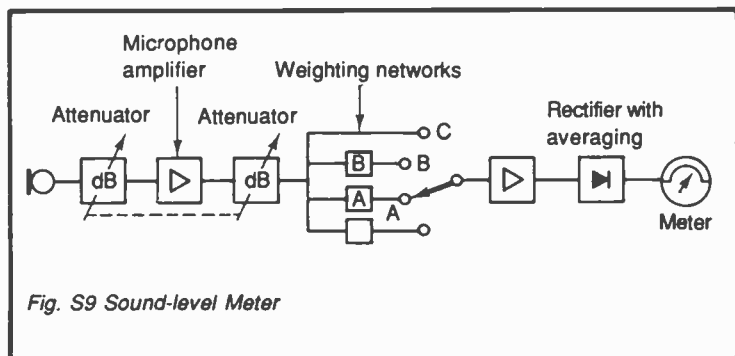 Microphone
amplifier
Weighting networks
Attenuator
Attenuator
Rectifier with
averaging
C
dB
dB
B
B
A
A
Meter
Fig. S9 Sound-level Meter